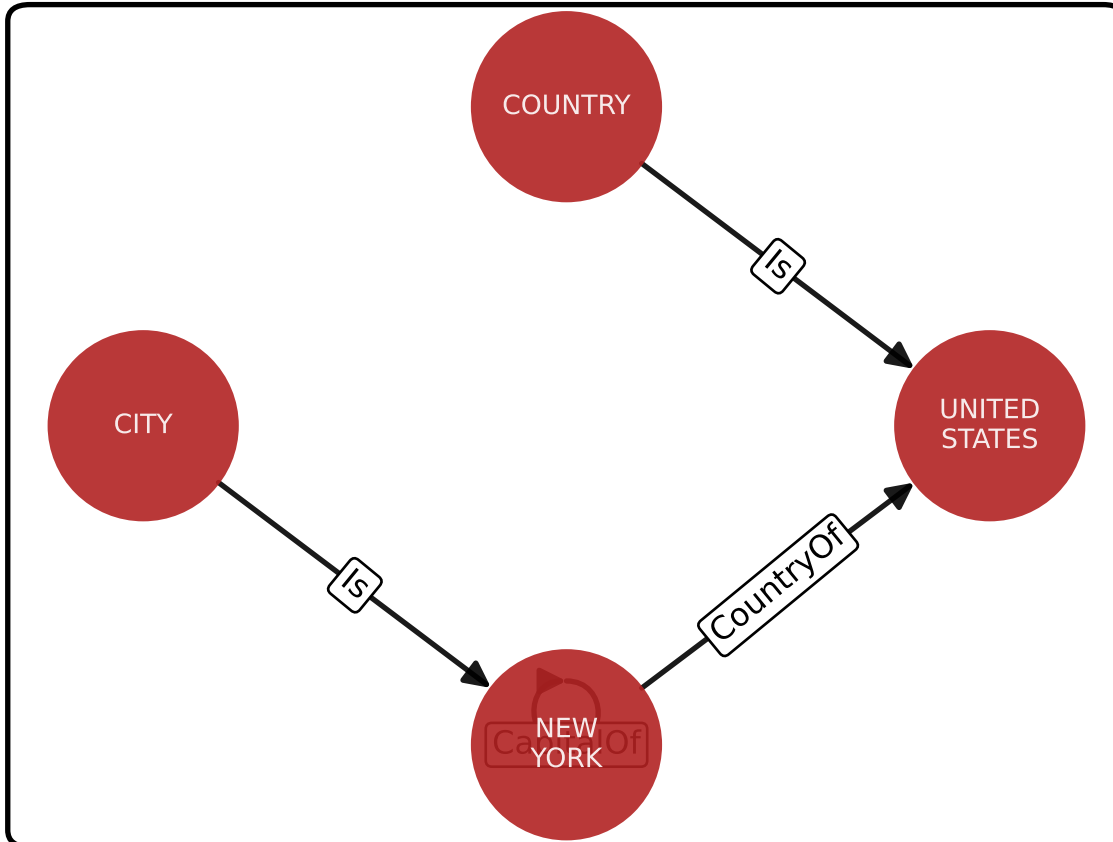 COUNTRY
Is
UNITED
STATES
CITY
Is
CountryOf
NEW
YORK
CapitalOf